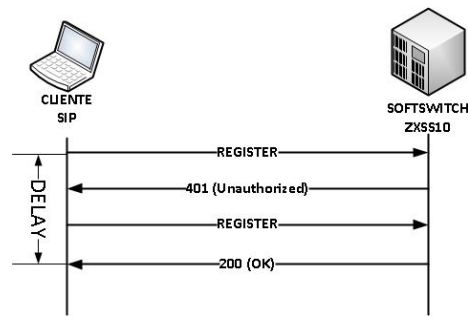 CLIENTE
SIP
SOFTSWITCH
ZXSS10
REGISTER
401 (Unauthorized)
REGISTER
200 (OK)
DELAY